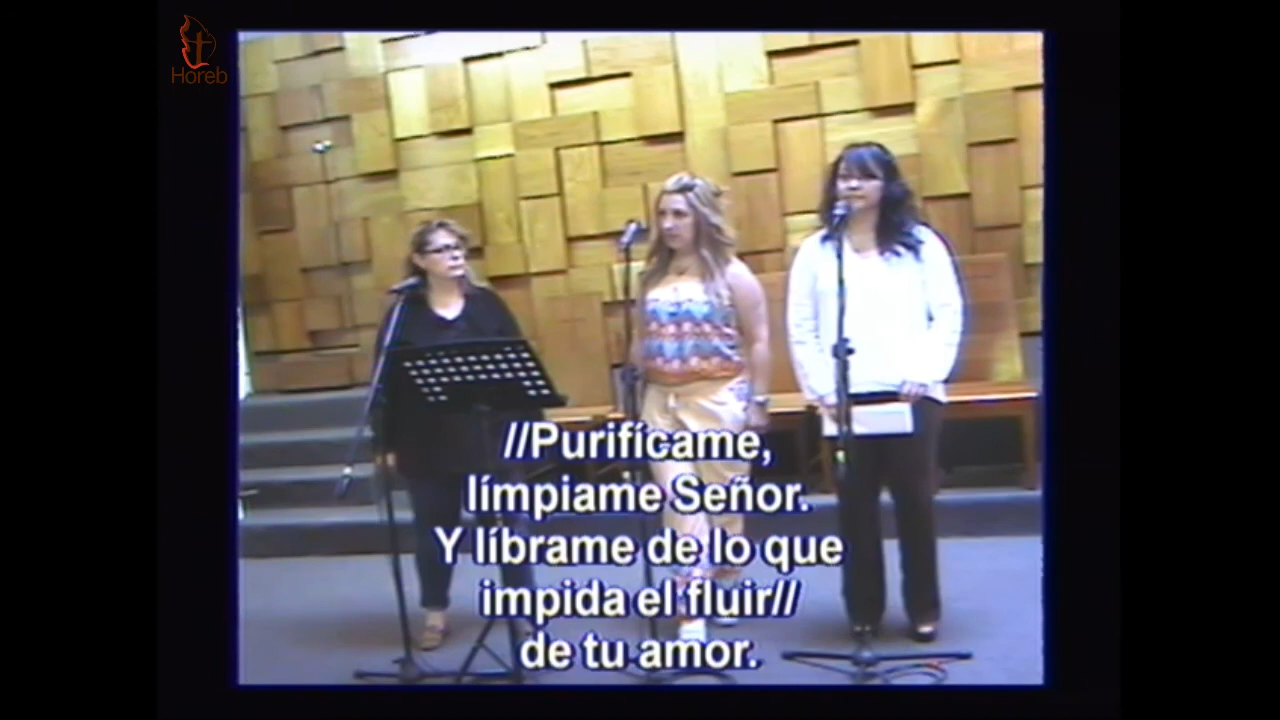 Horeb
//Purifícame,
límpiame Señor.
Y líbrame de lo que
impida el fluir//
de tu amor.